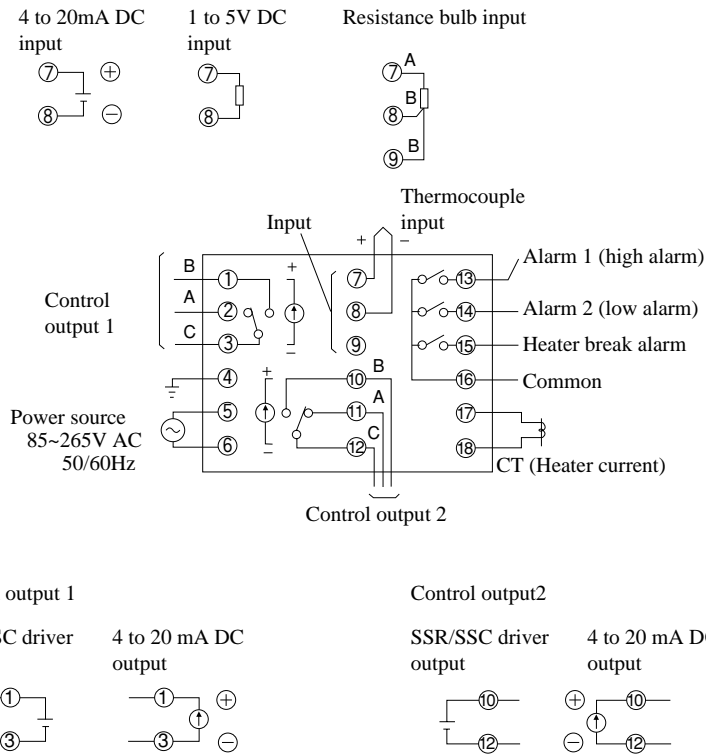 4 to 20mA DC input
1 to 5V DC input
Resistance bulb input
7
8
+
−
7
8
7
A
B
8
B
9
Thermocouple input
Input
+
−
Control output 1
B
A
C
1
2
3
4
5
6
+
−
+
−
7
8
9
10
11
12
B
A
C
13
14
15
16
17
18
Alarm 1 (high alarm)
Alarm 2 (low alarm)
Heater break alarm
Common
CT (Heater current)
Power source
85~265V AC
50/60Hz
Control output 2
output 1
C driver
4 to 20 mA DC output
1
3
1
3
+
−
Control output2
SSR/SSC driver output
4 to 20 mA DC output
10
12
+
−
10
12